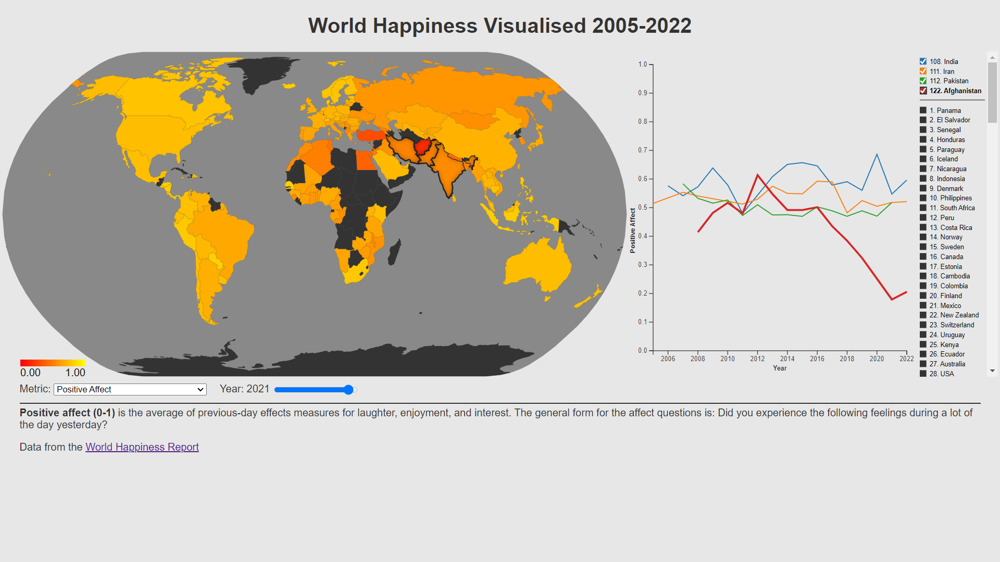 World Happiness Visualised 2005-2022
0.00 1.00
1.0
0.9
0.8
0.7
0.6
0.5
0.4
0.3
0.2
0.1
0.0
Positive Affect
2006 2008 2010 2012 2014 2016 2018 2020 2022
Year
108. India
111. Iran
112. Pakistan
122. Afghanistan
1. Panama
2. El Salvador
3. Senegal
4. Honduras
5. Paraguay
6. Iceland
7. Nicaragua
8. Indonesia
9. Denmark
10. Philippines
11. South Africa
12. Peru
13. Costa Rica
14. Norway
15. Sweden
16. Canada
17. Estonia
18. Cambodia
19. Colombia
20. Finland
21. Mexico
22. New Zealand
23. Switzerland
24. Uruguay
25. Kenya
26. Ecuador
27. Australia
28. USA
Metric: Positive Affect Year: 2021
Positive affect (0-1) is the average of previous-day effects measures for laughter, enjoyment, and interest. The general form for the affect questions is: Did you experience the following feelings during a lot of
the day yesterday?
Data from the World Happiness Report